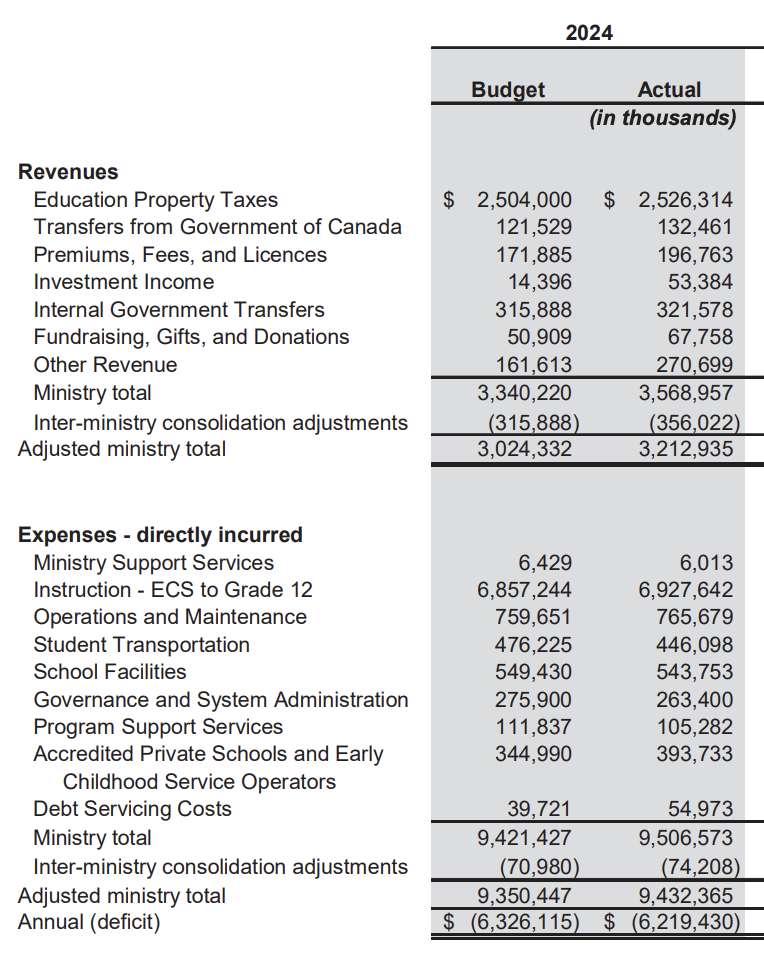 2024
Budget Actual
(in thousands)
Revenues
Education Property Taxes $ 2,504,000 $ 2,526,314
Transfers from Government of Canada 121,529 132,461
Premiums, Fees, and Licences 171,885 196,763
Investment Income 14,396 53,384
Internal Government Transfers 315,888 321,578
Fundraising, Gifts, and Donations 50,909 67,758
Other Revenue 161,613 270,699
Ministry total 3,340,220 3,568,957
Inter-ministry consolidation adjustments (315,888) (356,022)
Adjusted ministry total 3,024,332 3,212,935
Expenses - directly incurred
Ministry Support Services 6,429 6,013
Instruction - ECS to Grade 12 6,857,244 6,927,642
Operations and Maintenance 759,651 765,679
Student Transportation 476,225 446,098
School Facilities 549,430 543,753
Governance and System Administration 275,900 263,400
Program Support Services 111,837 105,282
Accredited Private Schools and Early 344,990 393,733
Childhood Service Operators
Debt Servicing Costs 39,721 54,973
Ministry total 9,421,427 9,506,573
Inter-ministry consolidation adjustments (70,980) (74,208)
Adjusted ministry total 9,350,447 9,432,365
Annual (deficit) $ (6,326,115) $ (6,219,430)